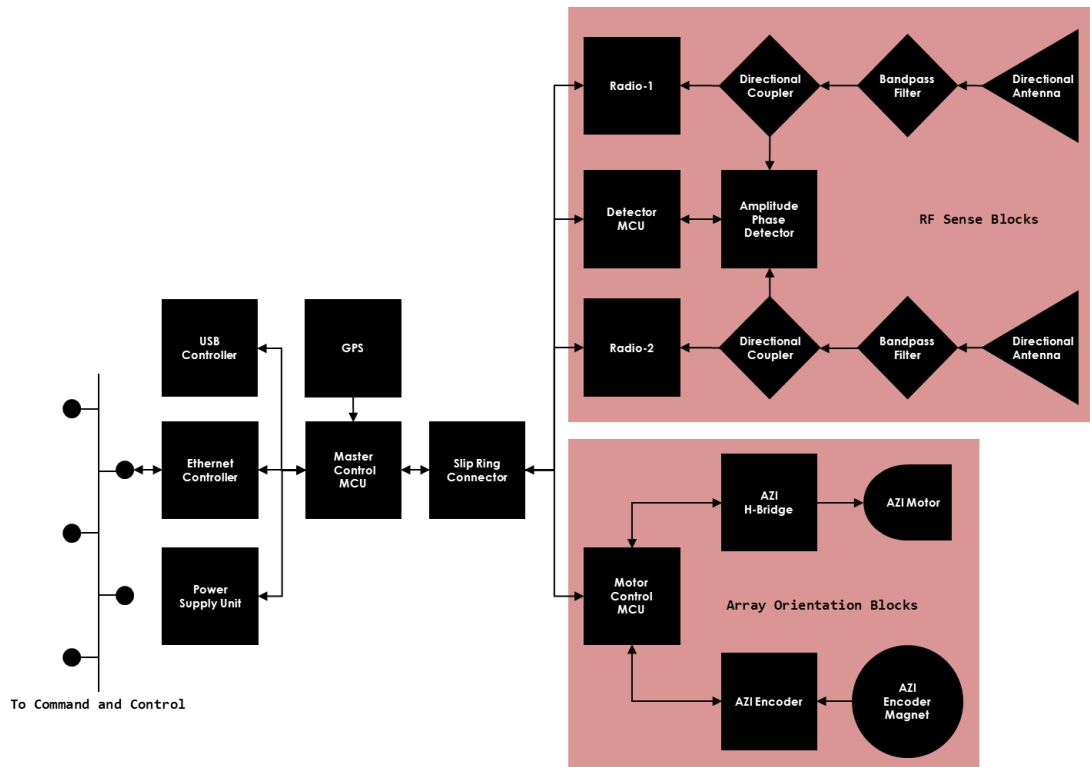 Radio-1
Directional
Coupler
Bandpass
Filter
Directional
Antenna
Detector
MCU
Amplitude
Phase
Detector
RF Sense Blocks
USB
Controller
GPS
Radio-2
Directional
Coupler
Bandpass
Filter
Directional
Antenna
Ethernet
Controller
Master
Control
MCU
Slip Ring
Connector
AZI
H-Bridge
AZI Motor
Power
Supply Unit
Motor
Control
MCU
Array Orientation Blocks
AZI Encoder
AZI
Encoder
Magnet
To Command and Control